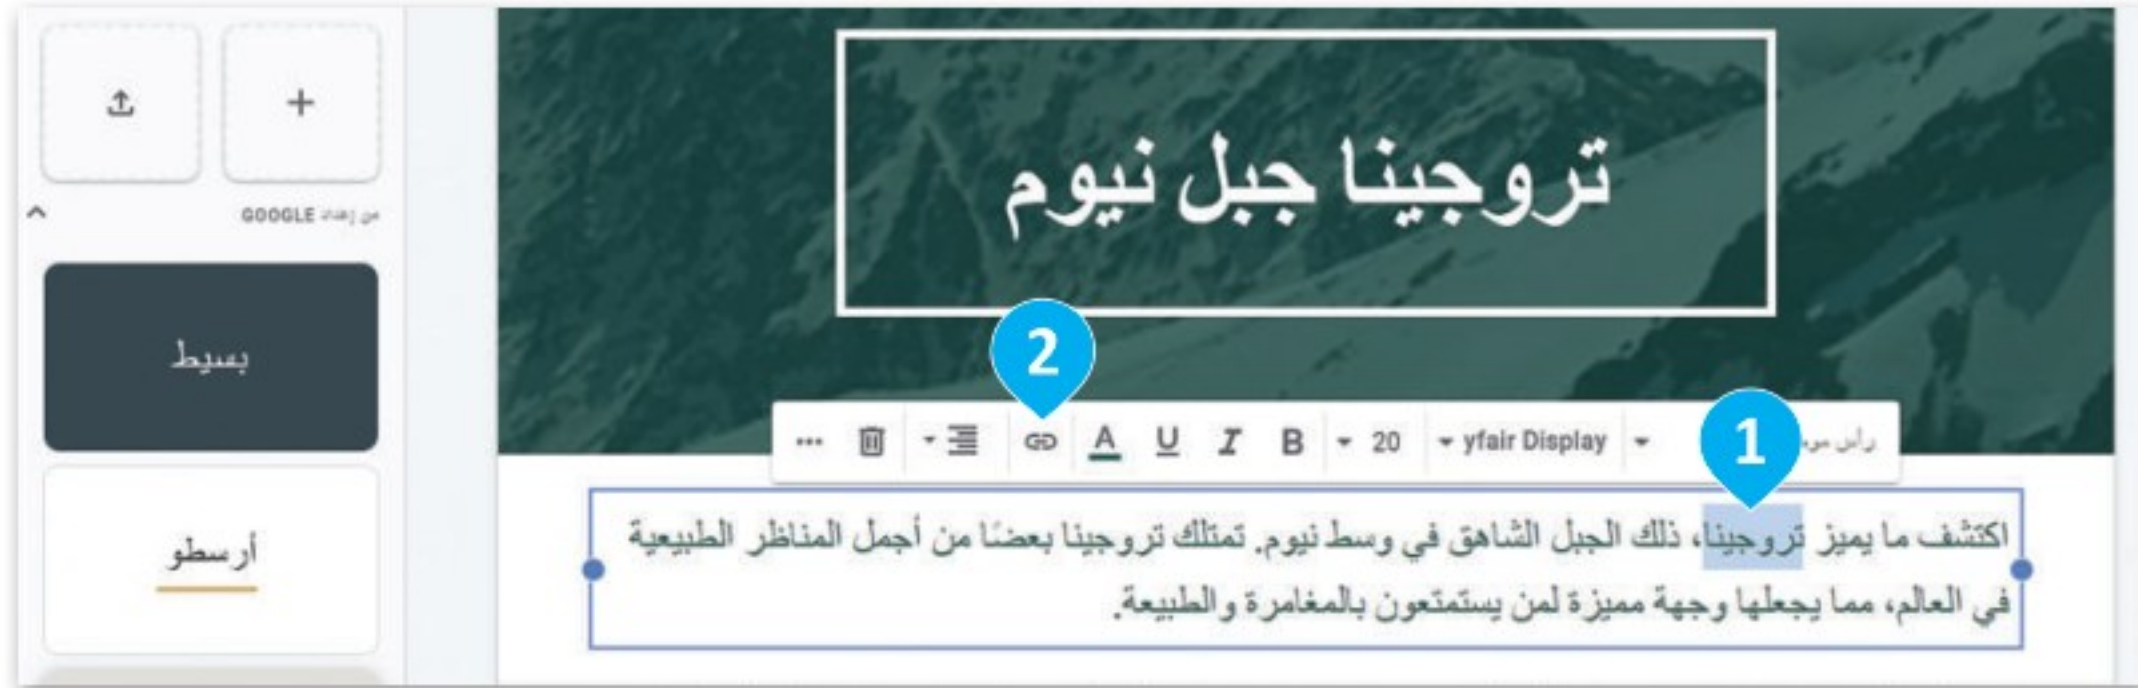 تروجينا جبل نيوم
من إعداد GOOGLE
بسيط
أرسطو
2
1
20
yfair Display
B I U A
اكتشف ما يميز تروجينا، ذلك الجبل الشاهق في وسط نيوم. تمتلك تروجينا بعضًا من أجمل المناظر الطبيعية
في العالم، مما يجعلها وجهة مميزة لمن يستمتعون بالمغامرة والطبيعة.